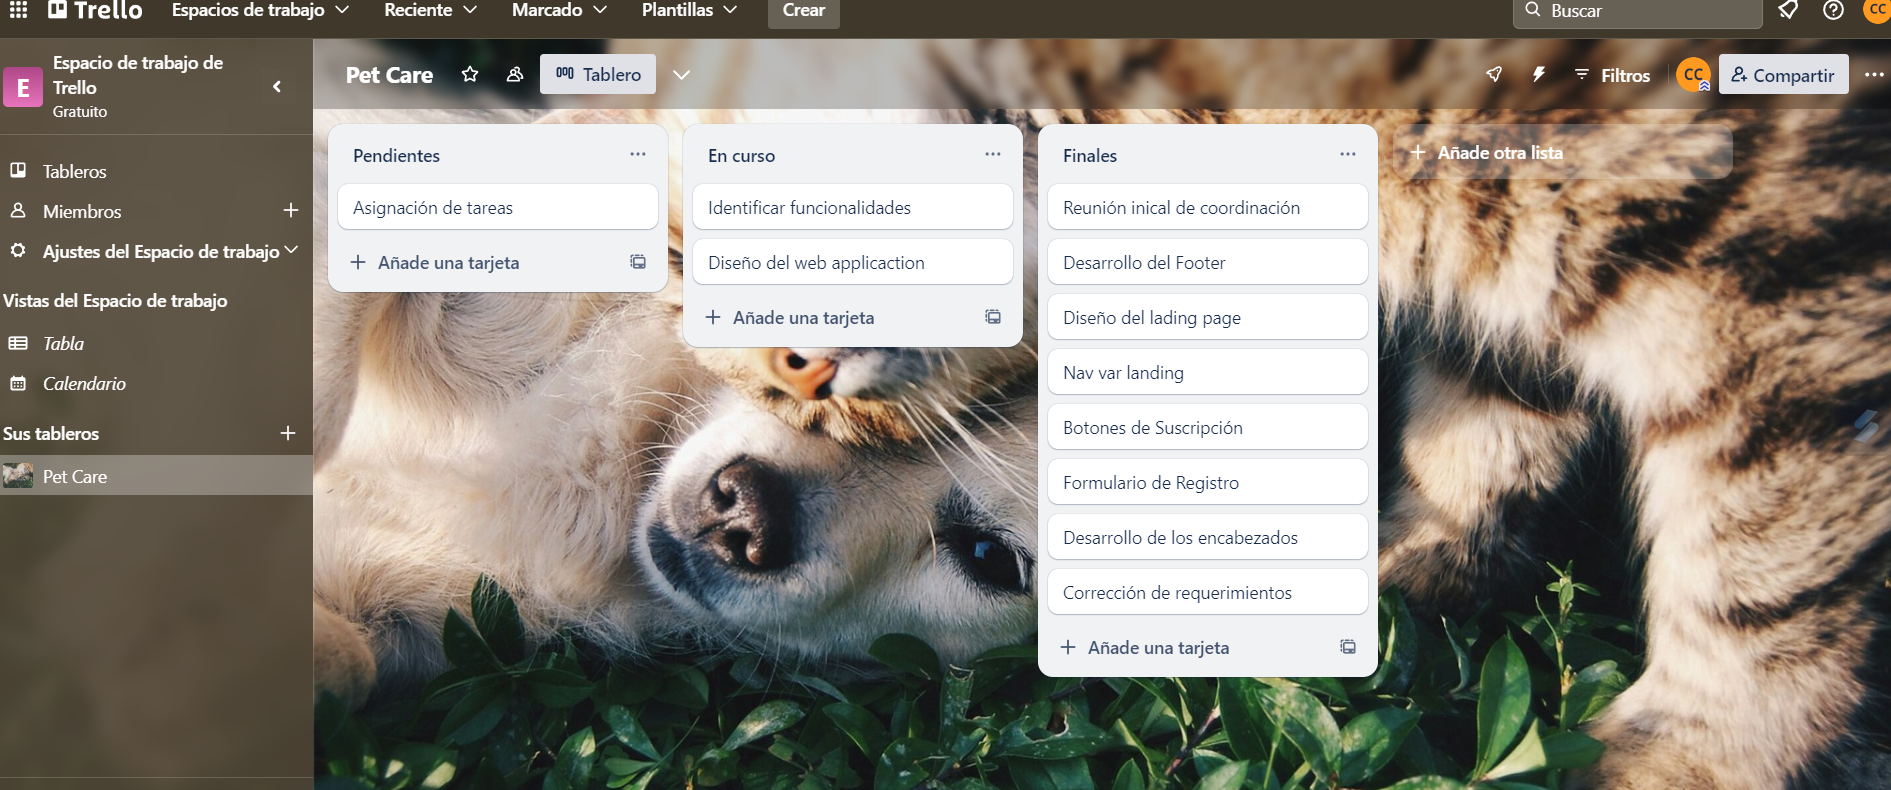 Trello
Espacios de trabajo
Reciente
Marcado
Plantillas
Crear
Buscar
CC
Espacio de trabajo de
Trello
Gratuito
E
Tableros
Miembros
Ajustes del Espacio de trabajo
Vistas del Espacio de trabajo
Tabla
Calendario
Sus tableros
Pet Care
Pet Care
Tablero
Filtros
CC
Compartir
Pendientes
Asignación de tareas
Añade una tarjeta
En curso
Identificar funcionalidades
Diseño del web applicaction
Añade una tarjeta
Finales
Reunión inical de coordinación
Desarrollo del Footer
Diseño del lading page
Nav var landing
Botones de Suscripción
Formulario de Registro
Desarrollo de los encabezados
Corrección de requerimientos
Añade una tarjeta
Añade otra lista